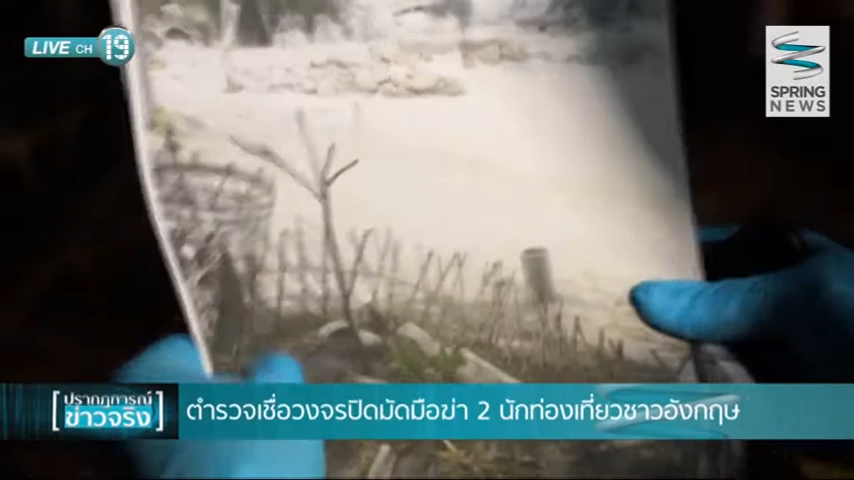 LIVE CH 19
SPRING
NEWS
ปรากฏการณ์
ข่าวจริง
ตำรวจเชื่อวงจรปิดมัดมือฆ่า 2 นักท่องเที่ยวชาวอังกฤษ